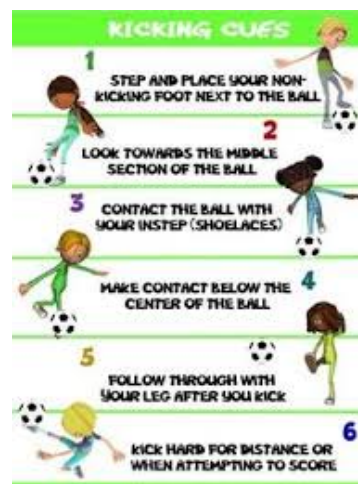 KICKING CUES
1
STEP AND PLACE YOUR NON-
KICKING FOOT NEXT TO THE BALL
2
LOOK TOWARDS THE MIDDLE
SECTION OF THE BALL
3
CONTACT THE BALL WITH
YOUR INSTEP (SHOELACES)
4
MAKE CONTACT BELOW THE
CENTER OF THE BALL
5
FOLLOW THROUGH WITH
YOUR LEG AFTER YOU KICK
6
KICK HARD FOR DISTANCE OR
WHEN ATTEMPTING TO SCORE